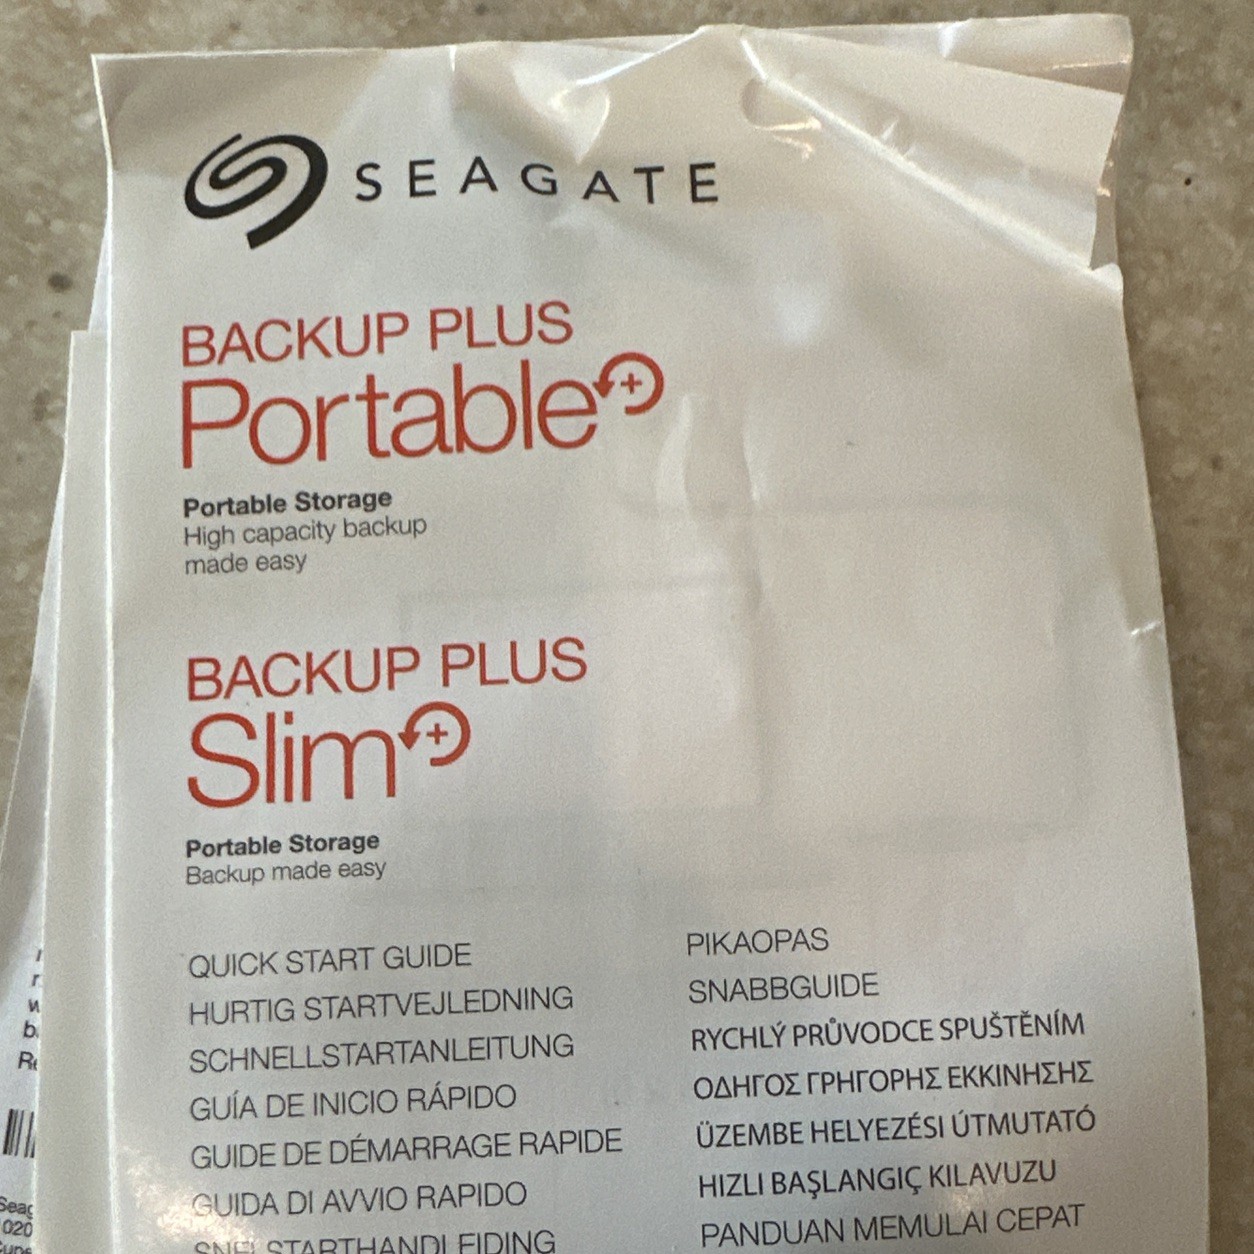 SEAGATE
BACKUP PLUS
Portable
Portable Storage
High capacity backup
made easy
BACKUP PLUS
Slim
Portable Storage
Backup made easy
QUICK START GUIDE
HURTIG STARTVEJLEDNING
SCHNELLSTARTANLEITUNG
GUÍA DE INICIO RÁPIDO
GUIDE DE DÉMARRAGE RAPIDE
GUIDA DI AVVIO RAPIDO
SNELSTARTHANDLEIDING
PIKAOPAS
SNABBGUIDE
RYCHLÝ PRŮVODCE SPUŠTĚNÍM
ΟΔΗΓΟΣ ΓΡΗΓΟΡΗΣ ΕΚΚΙΝΗΣΗΣ
ÜZEMBE HELYEZÉSI ÚTMUTATÓ
HIZLI BAŞLANGIÇ KILAVUZU
PANDUAN MEMULAI CEPAT